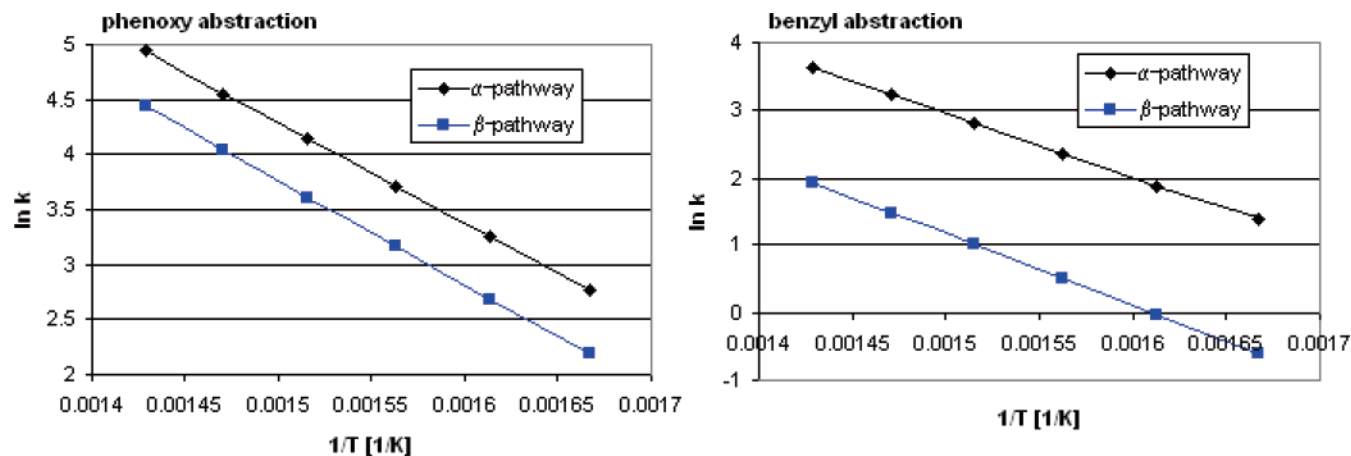 phenoxy abstraction
5
4.5
4
3.5
3
2.5
2
ln k
α-pathway
β-pathway
0.0014 0.00145 0.0015 0.00155 0.0016 0.00165 0.0017
1/T [1/K]
benzyl abstraction
4
3
2
1
0
-1
ln k
α-pathway
β-pathway
0.0014 0.00145 0.0015 0.00155 0.0016 0.00165 0.0017
1/T [1/K]